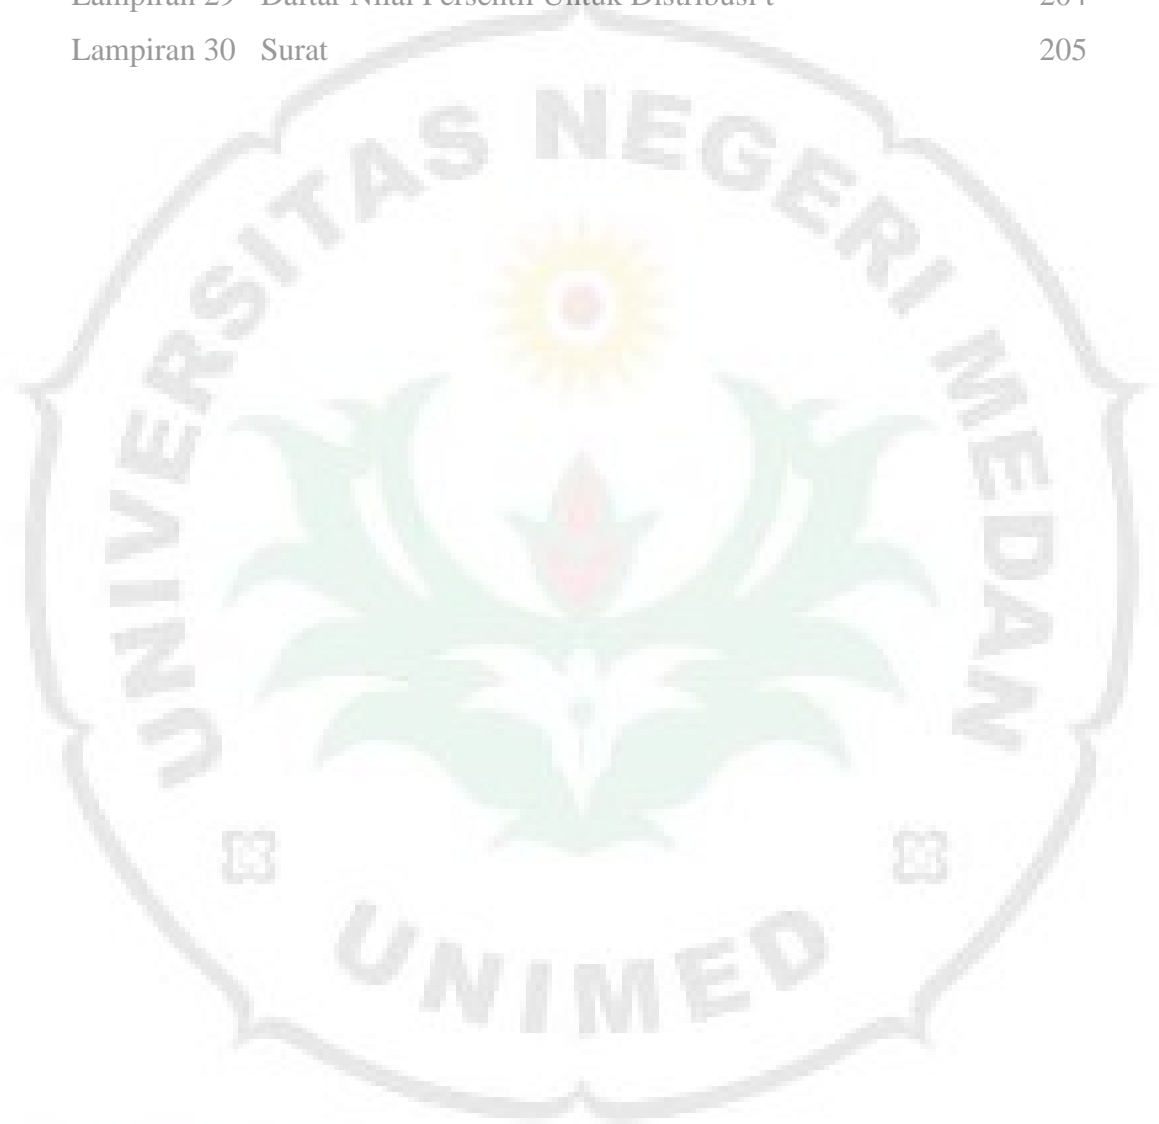 Lampiran 29 Daftar Nilai Persentil Untuk Distribusi t 204
Lampiran 30 Surat 205
UNIVERSITAS NEGERI MEDAN
UNIMED